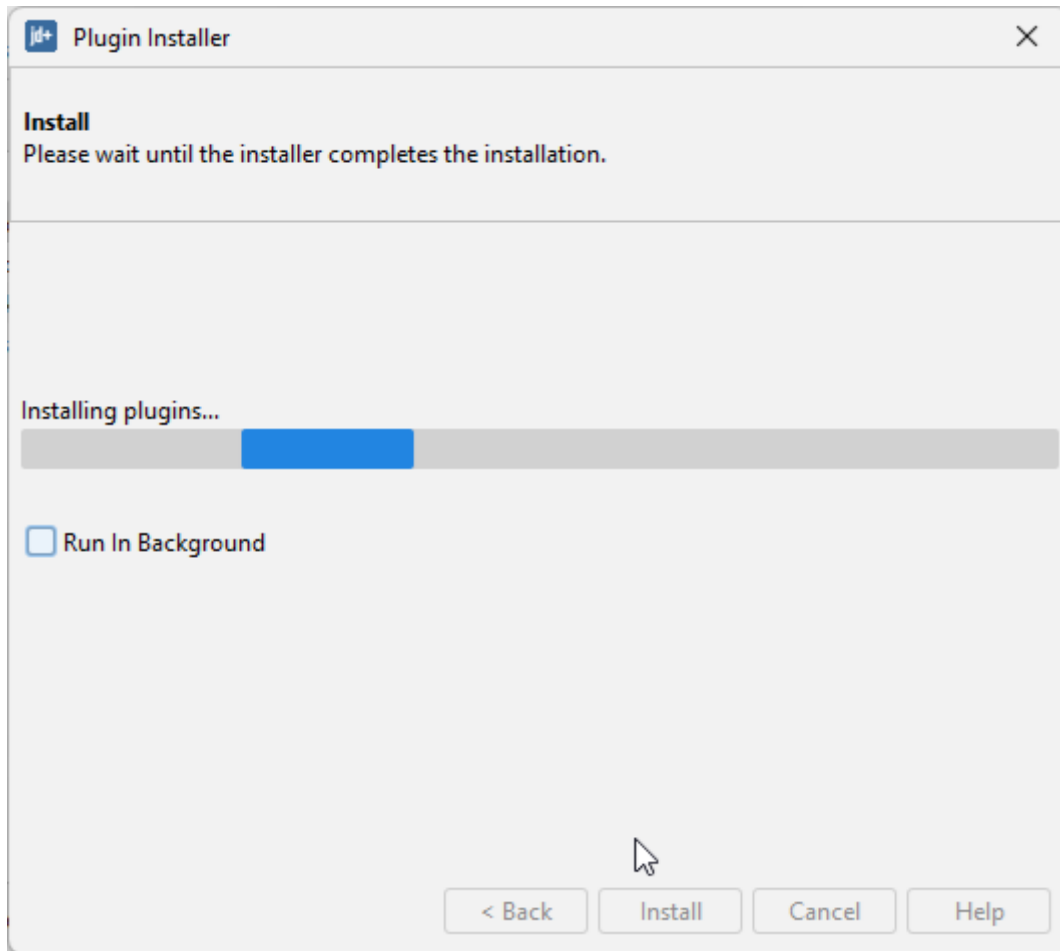 jd+ Plugin Installer
Install
Please wait until the installer completes the installation.
Installing plugins...
Run In Background
< Back Install Cancel Help